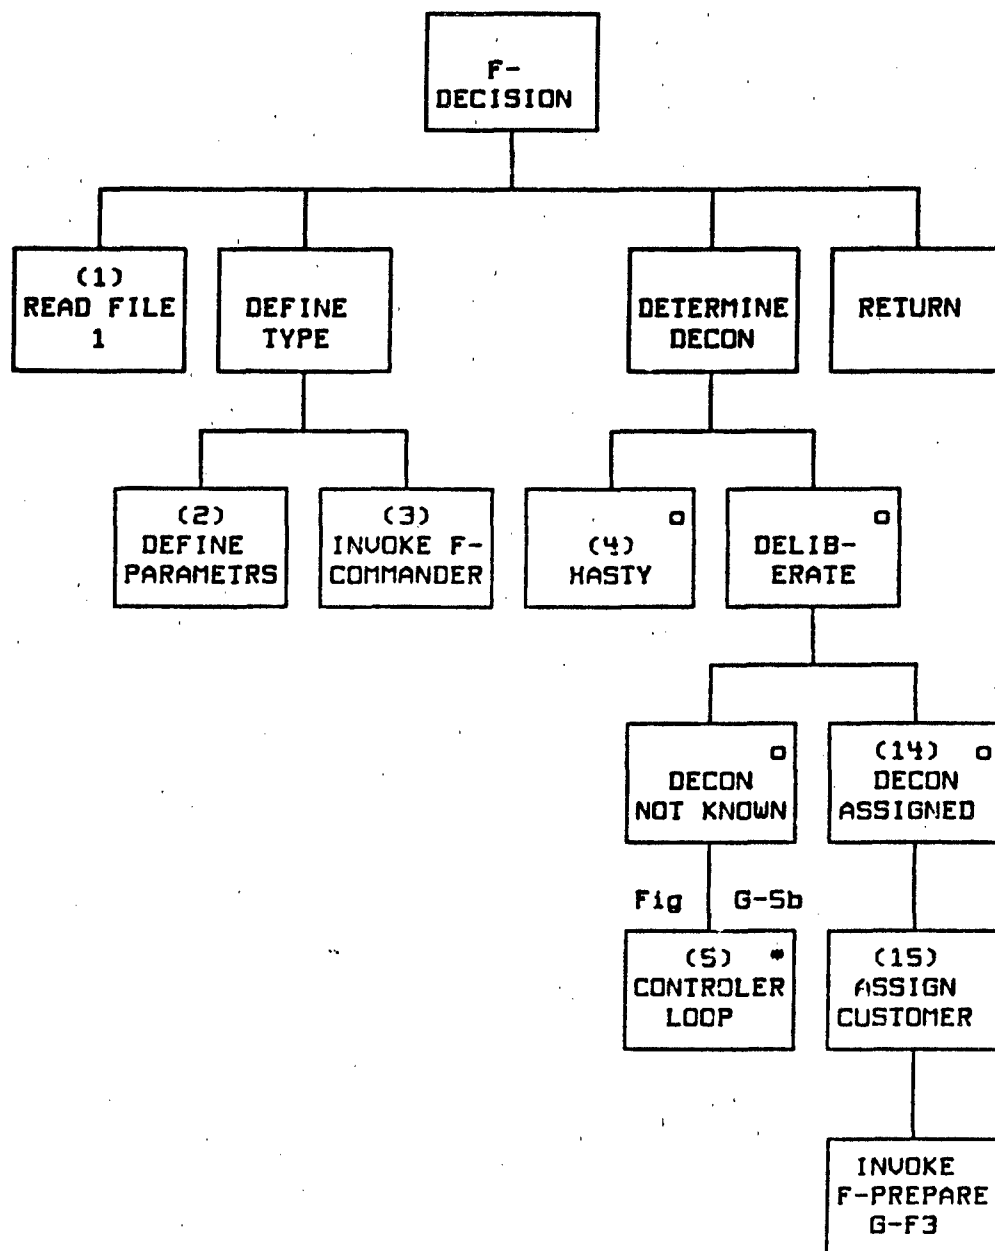 F-
DECISION
(1)
READ FILE
1
DEFINE
TYPE
DETERMINE
DECON
RETURN
(2)
DEFINE
PARAMETRS
(3)
INVOKE F-
COMMANDER
(4)
HASTY
DELIB-
ERATE
DECON
NOT KNOWN
(14)
DECON
ASSIGNED
Fig G-5b
(5) *
CONTROLER
LOOP
(15)
ASSIGN
CUSTOMER
INVOKE
F-PREPARE
G-F3